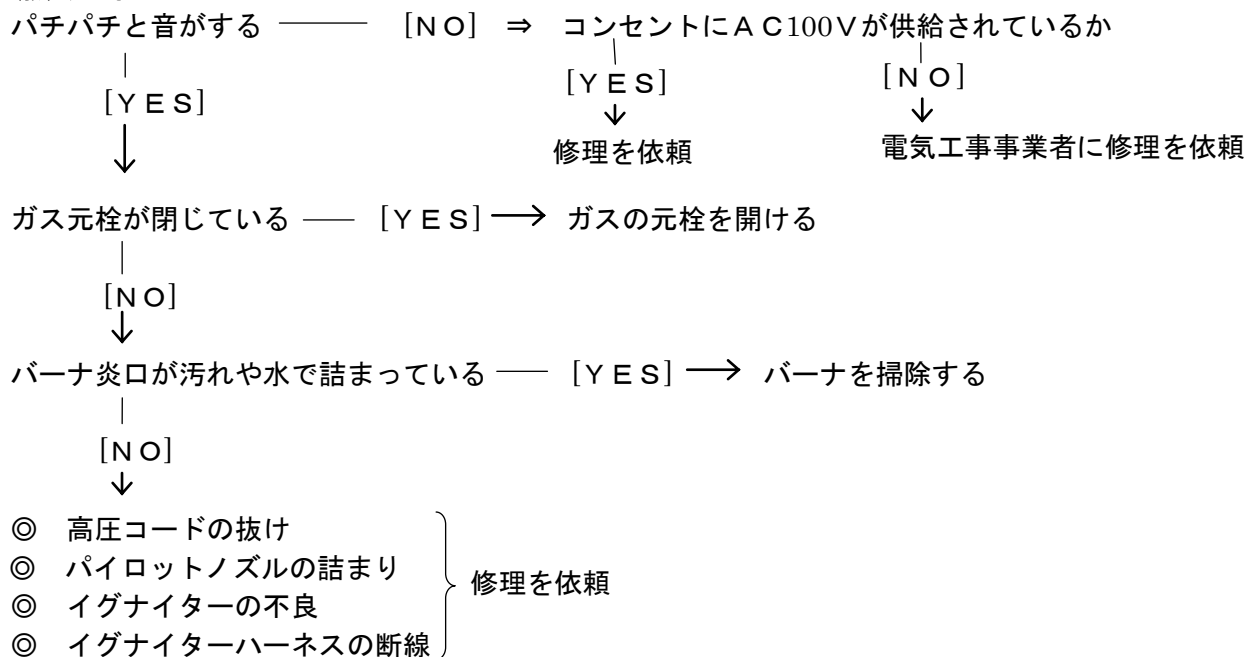 パチパチと音がする ――― [ＮＯ] ⇒ コンセントにＡＣ100Ｖが供給されているか
[ＹＥＳ] [ＮＯ]
[ＹＥＳ]
修理を依頼 電気工事事業者に修理を依頼
ガス元栓が閉じている ―― [ＹＥＳ] → ガスの元栓を開ける
[ＮＯ]
バーナ炎口が汚れや水で詰まっている ―― [ＹＥＳ] → バーナを掃除する
[ＮＯ]
◎ 高圧コードの抜け
◎ パイロットノズルの詰まり
修理を依頼
◎ イグナイターの不良
◎ イグナイターハーネスの断線